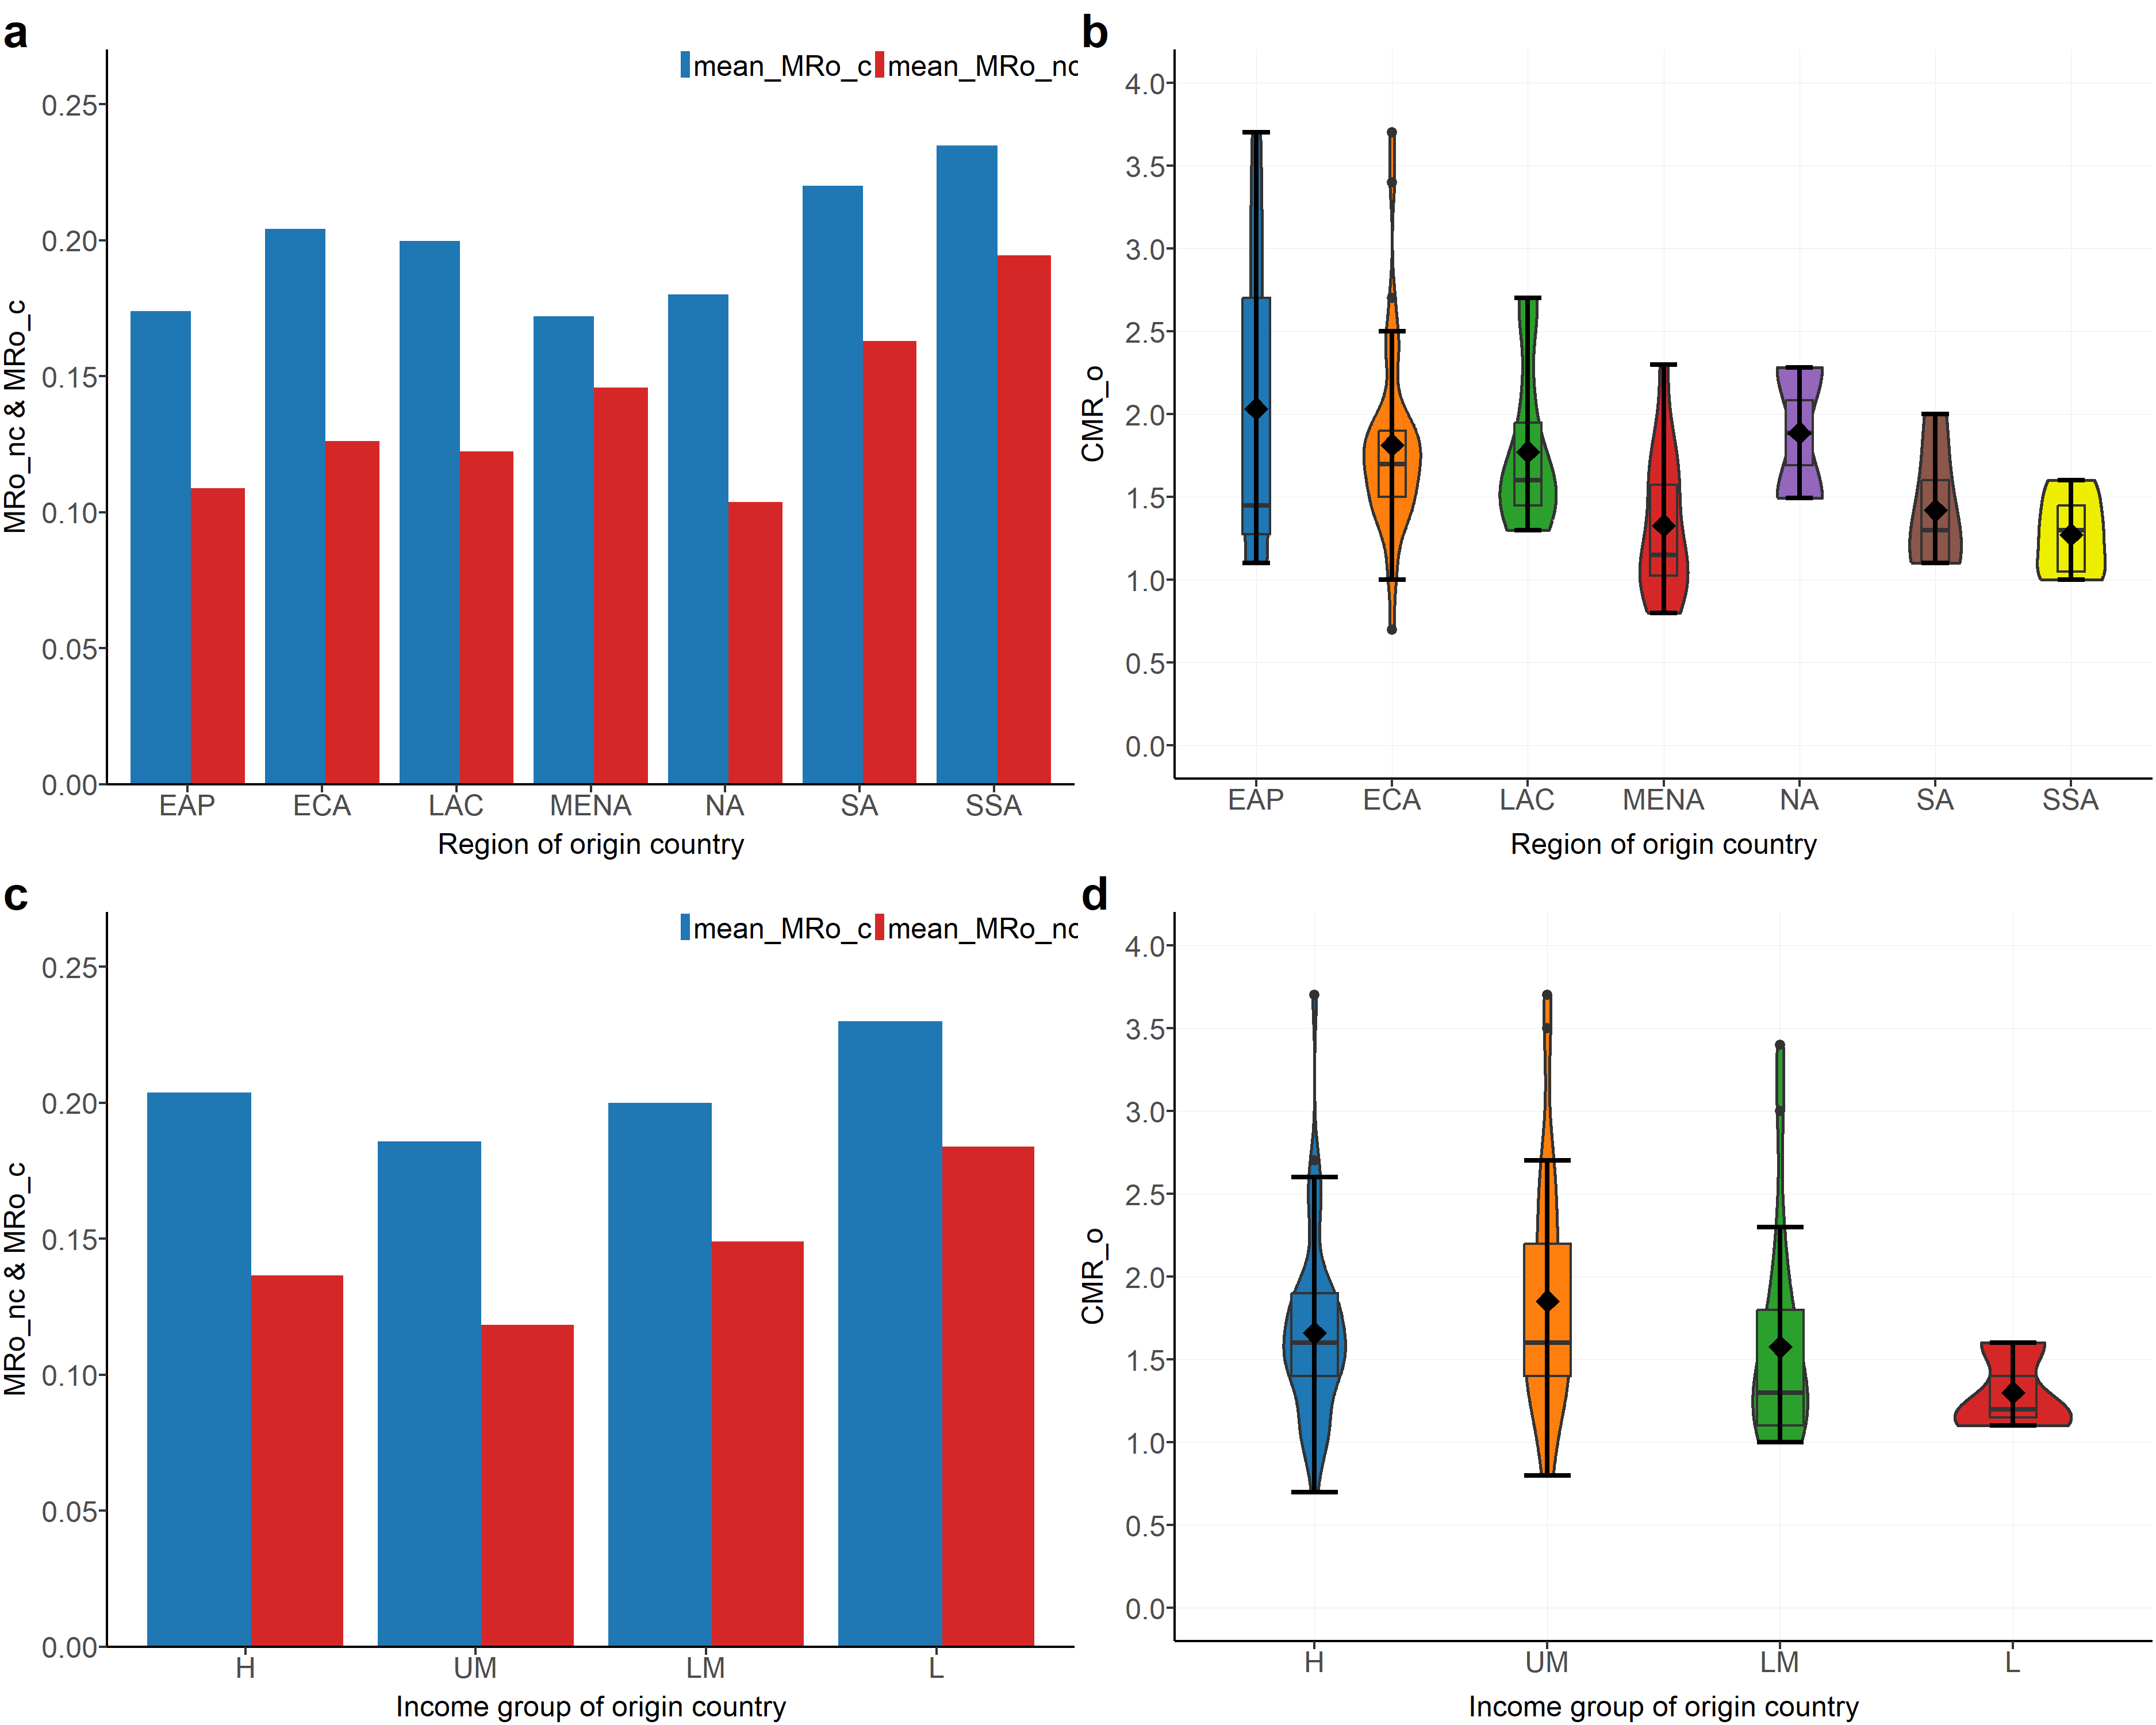 a
mean_MRo_c mean_MRo_nc
MRo_nc & MRo_c
0.25
0.20
0.15
0.10
0.05
0.00
EAP ECA LAC MENA NA SA SSA
Region of origin country
b
CMR_o
4.0
3.5
3.0
2.5
2.0
1.5
1.0
0.5
0.0
EAP ECA LAC MENA NA SA SSA
Region of origin country
c
mean_MRo_c mean_MRo_nc
MRo_nc & MRo_c
0.25
0.20
0.15
0.10
0.05
0.00
H UM LM L
Income group of origin country
d
CMR_o
4.0
3.5
3.0
2.5
2.0
1.5
1.0
0.5
0.0
H UM LM L
Income group of origin country